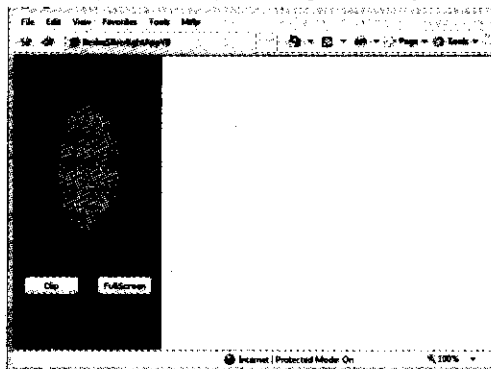 File Edit View Favorites Tools Help
Page Tools
Clip FullScreen
Internet | Protected Mode: On 100%